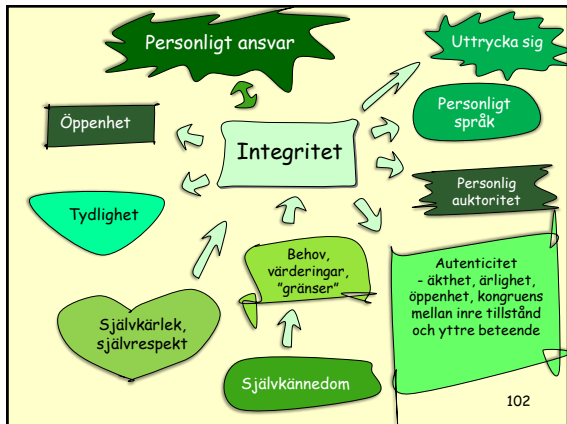 Personligt ansvar
Uttrycka sig
Öppenhet
Personligt
språk
Integritet
Personlig
auktoritet
Tydlighet
Behov,
värderingar,
"gränser"
Autenticitet
- äkthet, ärlighet,
öppenhet, kongruens
mellan inre tillstånd
och yttre beteende
Självkärlek,
självrespekt
Självkännedom
102